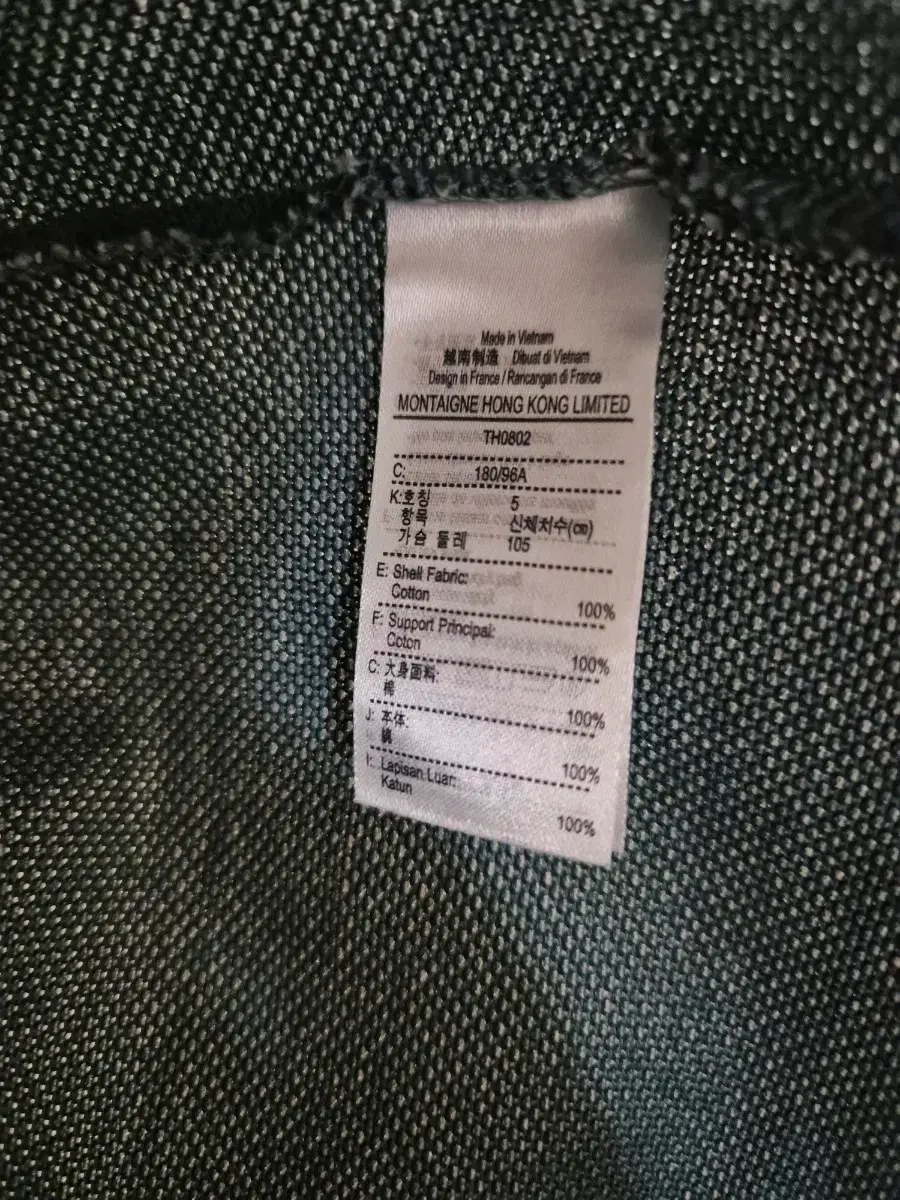 Made in Vietnam
越南制造 Dibuat di Vietnam
Design in France / Rancangan di France
MONTAIGNE HONG KONG LIMITED
TH0802
C: 180/96A
K: 호칭 5
항목 신체치수(cm)
가슴 둘레 105
E: Shell Fabric:
Cotton 100%
F: Support Principal:
Coton 100%
C: 大身面料:
棉 100%
J: 本体:
綿 100%
I: Lapisan Luar:
Katun 100%